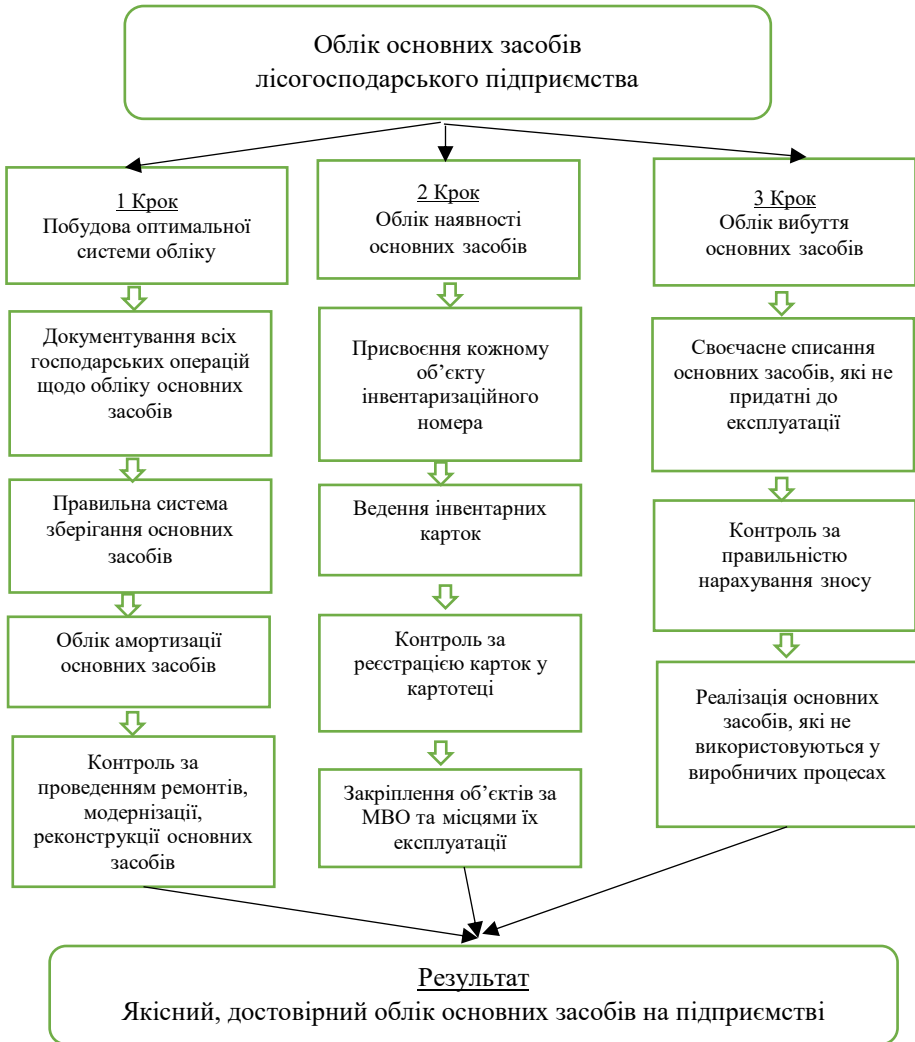 Облік основних засобів
лісогосподарського підприємства
1 Крок
Побудова оптимальної
системи обліку
Документування всіх
господарських операцій
щодо обліку основних
засобів
Правильна система
зберігання основних
засобів
Облік амортизації
основних засобів
Контроль за
проведенням ремонтів,
модернізації,
реконструкції основних
засобів
2 Крок
Облік наявності
основних засобів
Присвоєння кожному
об’єкту
інвентаризаційного
номера
Ведення інвентарних
карток
Контроль за
реєстрацією карток у
картотеці
Закріплення об’єктів за
МВО та місцями їх
експлуатації
3 Крок
Облік вибуття
основних засобів
Своєчасне списання
основних засобів, які не
придатні до
експлуатації
Контроль за
правильністю
нарахування зносу
Реалізація основних
засобів, які не
використовуються у
виробничих процесах
Результат
Якісний, достовірний облік основних засобів на підприємстві